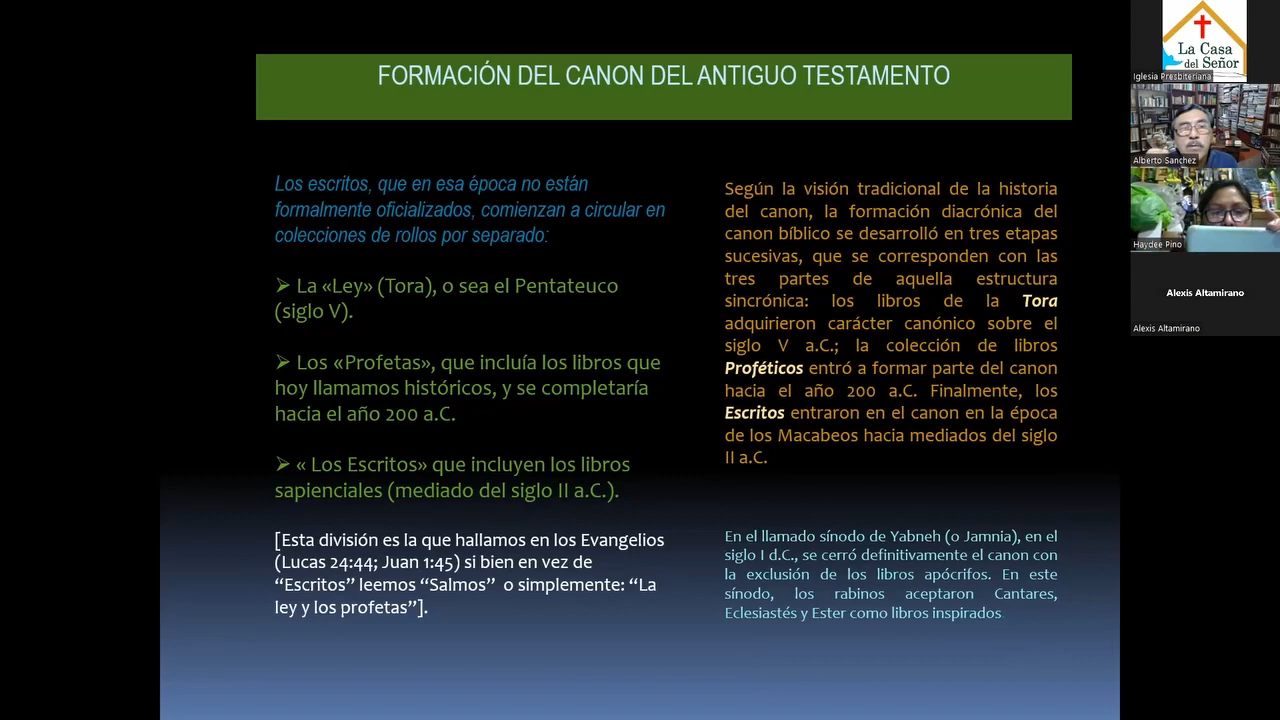 FORMACIÓN DEL CANON DEL ANTIGUO TESTAMENTO
Los escritos, que en esa época no están
formalmente oficializados, comienzan a circular en
colecciones de rollos por separado:
➢ La «Ley» (Tora), o sea el Pentateuco
(siglo V).
➢ Los «Profetas», que incluía los libros que
hoy llamamos históricos, y se completaría
hacia el año 200 a.C.
➢ « Los Escritos» que incluyen los libros
sapienciales (mediado del siglo II a.C.).
[Esta división es la que hallamos en los Evangelios
(Lucas 24:44; Juan 1:45) si bien en vez de
“Escritos” leemos “Salmos” o simplemente: “La
ley y los profetas”].
Según la visión tradicional de la historia
del canon, la formación diacrónica del
canon bíblico se desarrolló en tres etapas
sucesivas, que se corresponden con las
tres partes de aquella estructura
sincrónica: los libros de la Tora
adquirieron carácter canónico sobre el
siglo V a.C.; la colección de libros
Proféticos entró a formar parte del canon
hacia el año 200 a.C. Finalmente, los
Escritos entraron en el canon en la época
de los Macabeos hacia mediados del siglo
II a.C.
En el llamado sínodo de Yabneh (o Jamnia), en el
siglo I d.C., se cerró definitivamente el canon con
la exclusión de los libros apócrifos. En este
sínodo, los rabinos aceptaron Cantares,
Eclesiastés y Ester como libros inspirados
La Casa
del Señor
Iglesia Presbiteriana
Alberto Sanchez
Haydee Pino
Alexis Altamirano
Alexis Altamirano